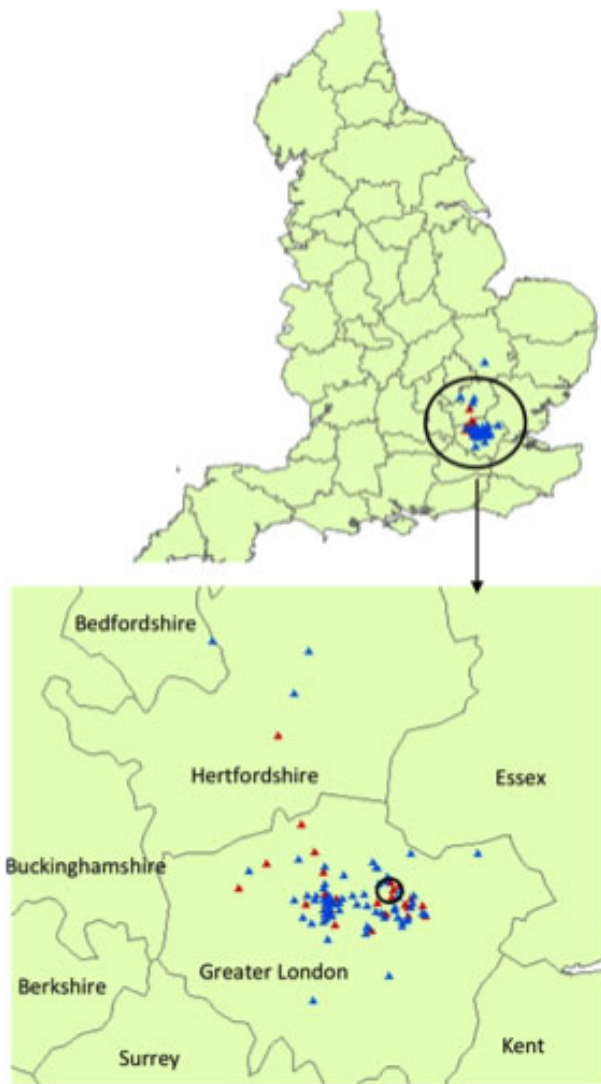 Bedfordshire
Hertfordshire
Essex
Buckinghamshire
Greater London
Berkshire
Surrey
Kent